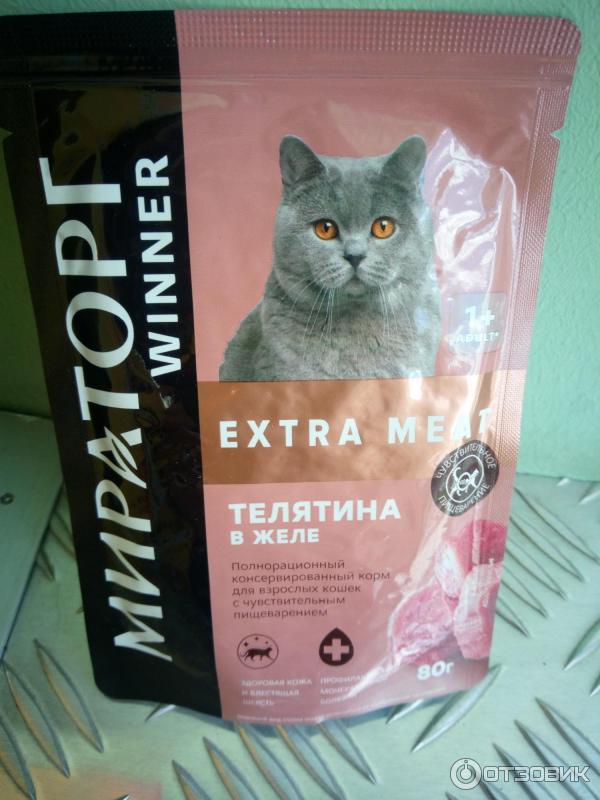 МИРАТОРГ
WINNER
1+
ADULT*
EXTRA MEAT
ЧУВСТВИТЕЛЬНОЕ
ПИЩЕВАРЕНИЕ
ТЕЛЯТИНА
В ЖЕЛЕ
Полнорационный
консервированный корм
для взрослых кошек
с чувствительным
пищеварением
ЗДОРОВАЯ КОЖА
И БЛЕСТЯЩАЯ
ШЕРСТЬ
80г
ОТЗОВИК